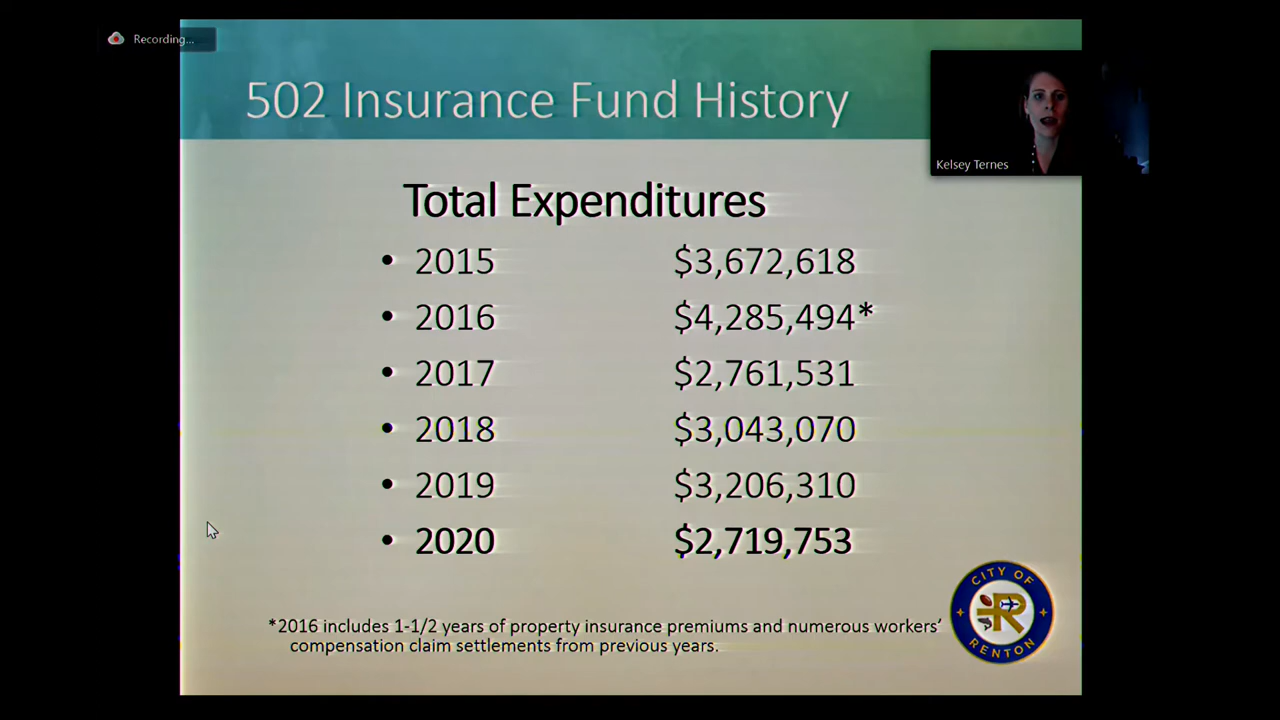 Recording...
502 Insurance Fund History
Kelsey Ternes
Total Expenditures
• 2015 $3,672,618
• 2016 $4,285,494*
• 2017 $2,761,531
• 2018 $3,043,070
• 2019 $3,206,310
• 2020 $2,719,753
*2016 includes 1-1/2 years of property insurance premiums and numerous workers’
compensation claim settlements from previous years.
CITY OF
R
RENTON